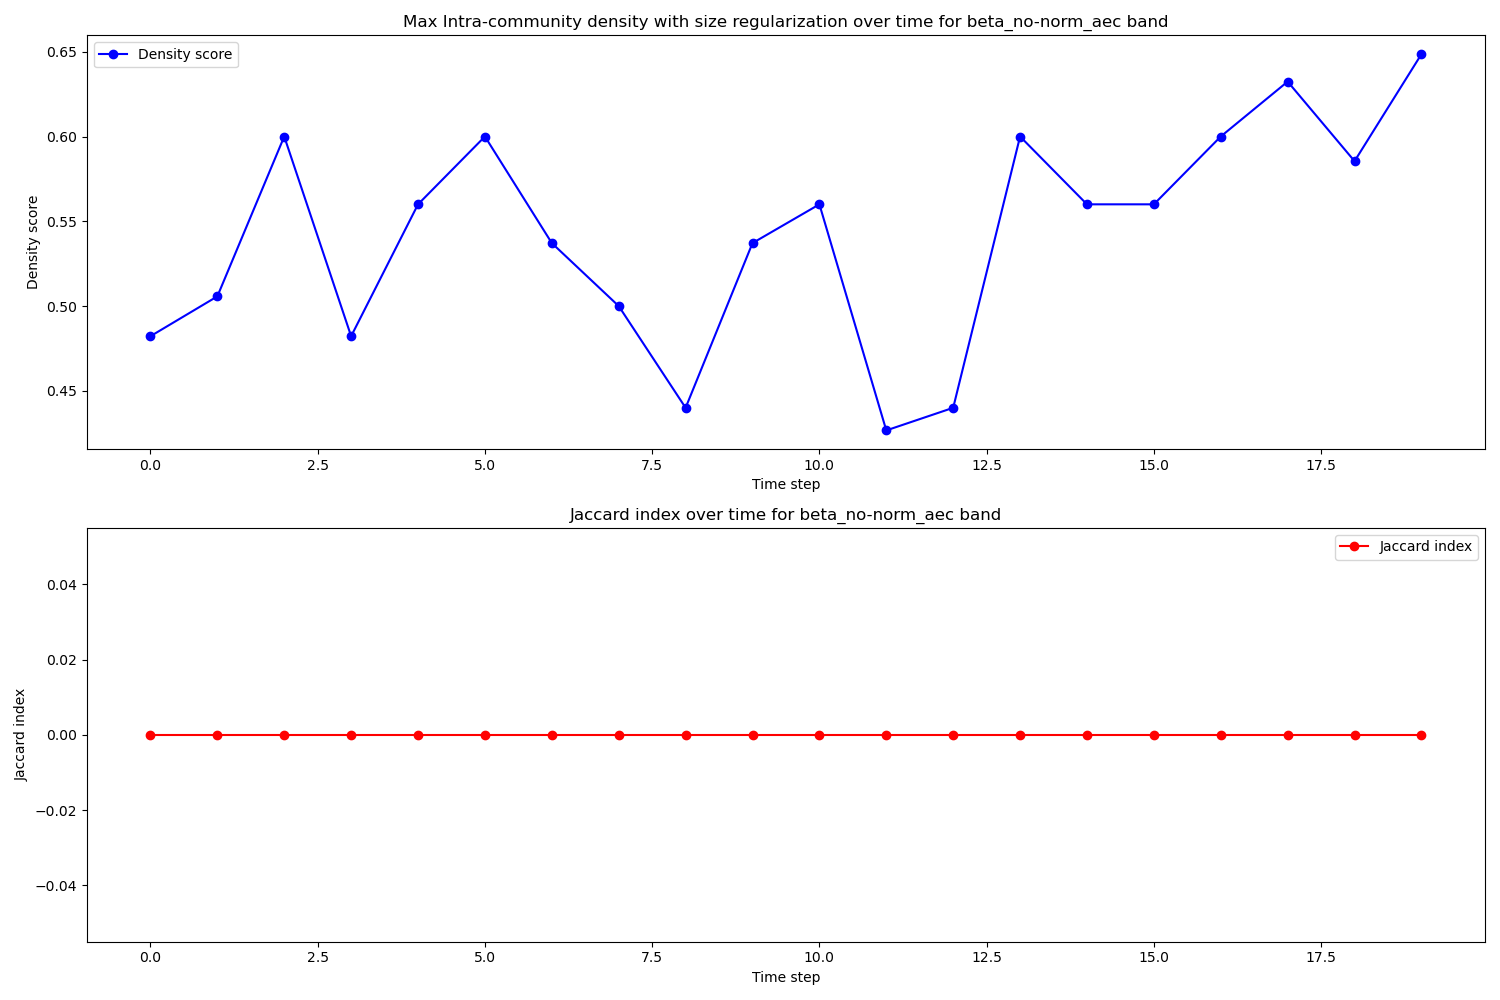 Max Intra-community density with size regularization over time for beta_no-norm_aec band
Density score
0.65
0.60
0.55
0.50
0.45
Density score
0.0 2.5 5.0 7.5 10.0 12.5 15.0 17.5
Time step
Jaccard index over time for beta_no-norm_aec band
Jaccard index
0.04
0.02
0.00
−0.02
−0.04
Jaccard index
0.0 2.5 5.0 7.5 10.0 12.5 15.0 17.5
Time step